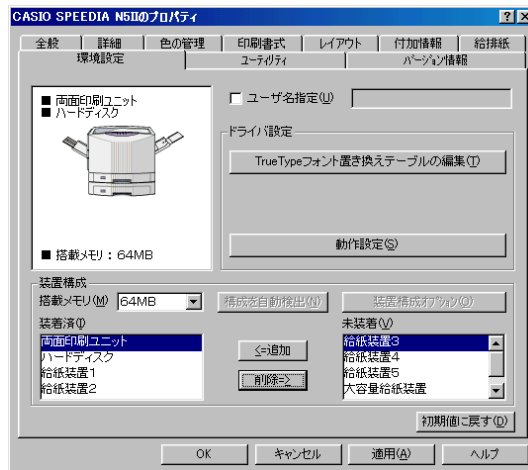 CASIO SPEEDIA N5Ⅱのプロパティ
全般 詳細 色の管理 印刷書式 レイアウト 付加情報 給排紙
環境設定 ユーティリティ バージョン情報
■ 両面印刷ユニット
■ ハードディスク
■ 搭載メモリ : 64MB
ユーザ名指定(U)
ドライバ設定
TrueTypeフォント置き換えテーブルの編集(T)
動作設定(S)
装置構成
搭載メモリ(M) 64MB 構成を自動検出(N) 装置構成オプション(O)
装着済(I) 未装着(V)
両面印刷ユニット
ハードディスク
給紙装置1
給紙装置2
<=追加
削除=>
給紙装置3
給紙装置4
給紙装置5
大容量給紙装置
初期値に戻す(D)
OK キャンセル 適用(A) ヘルプ